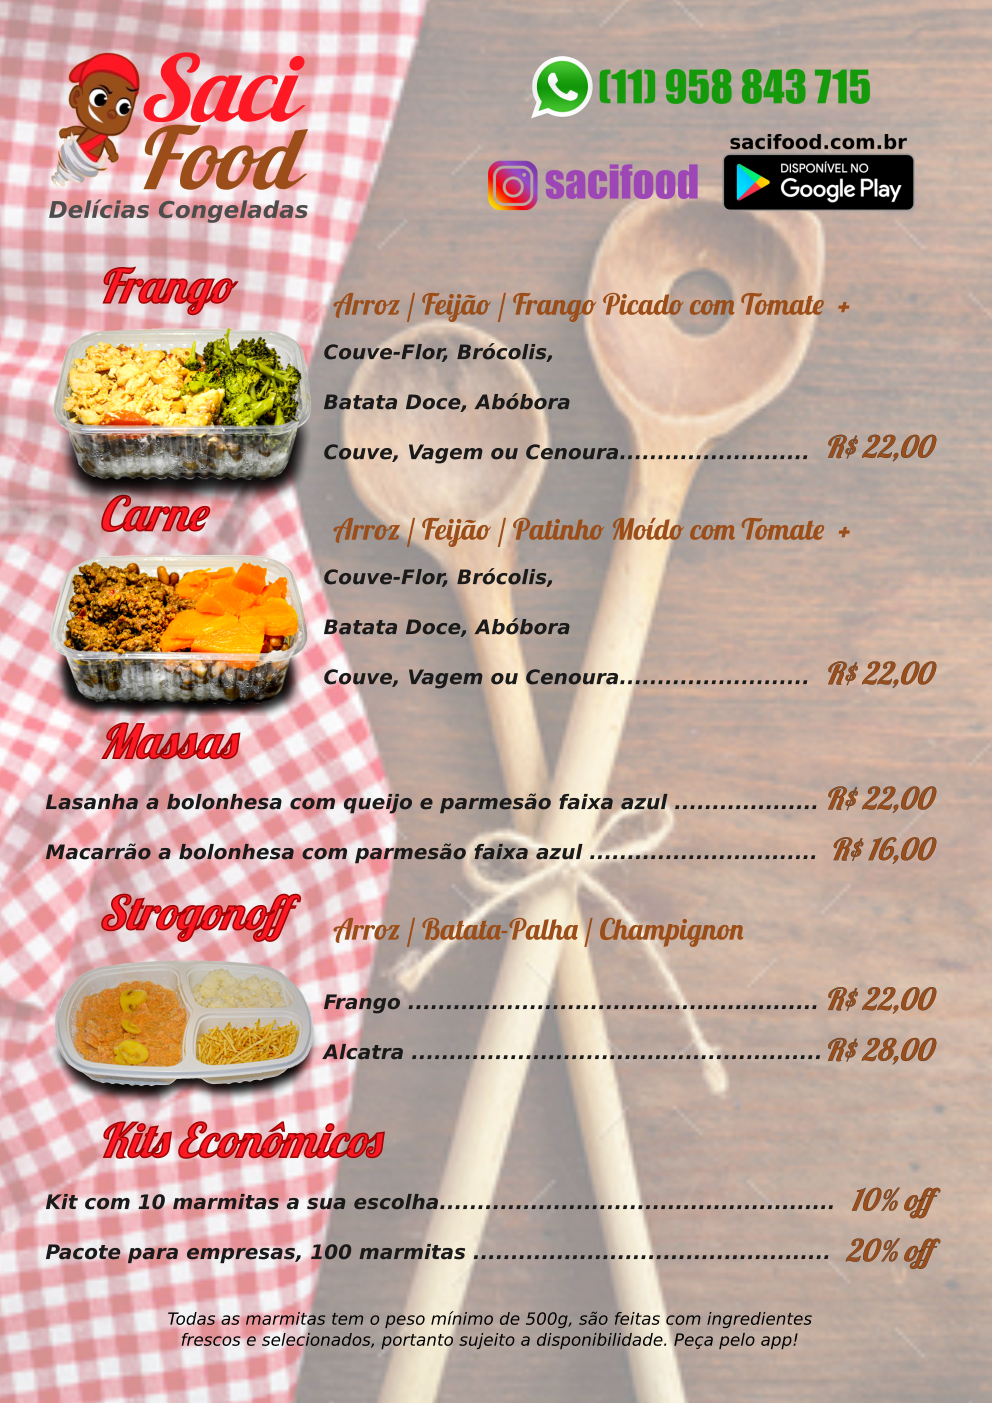 Saci
Food
Delícias Congeladas
(11) 958 843 715
sacifood.com.br
sacifood
DISPONÍVEL NO
Google Play
Frango
Arroz / Feijão / Frango Picado com Tomate +
Couve-Flor, Brócolis,
Batata Doce, Abóbora
Couve, Vagem ou Cenoura......................... R$ 22,00
Carne
Arroz / Feijão / Patinho Moído com Tomate +
Couve-Flor, Brócolis,
Batata Doce, Abóbora
Couve, Vagem ou Cenoura......................... R$ 22,00
Massas
Lasanha a bolonhesa com queijo e parmesão faixa azul ................... R$ 22,00
Macarrão a bolonhesa com parmesão faixa azul .............................. R$ 16,00
Strogonoff
Arroz / Batata-Palha / Champignon
Frango ...................................................... R$ 22,00
Alcatra ...................................................... R$ 28,00
Kits Econômicos
Kit com 10 marmitas a sua escolha.................................................... 10% off
Pacote para empresas, 100 marmitas ............................................... 20% off
Todas as marmitas tem o peso mínimo de 500g, são feitas com ingredientes
frescos e selecionados, portanto sujeito a disponibilidade. Peça pelo app!